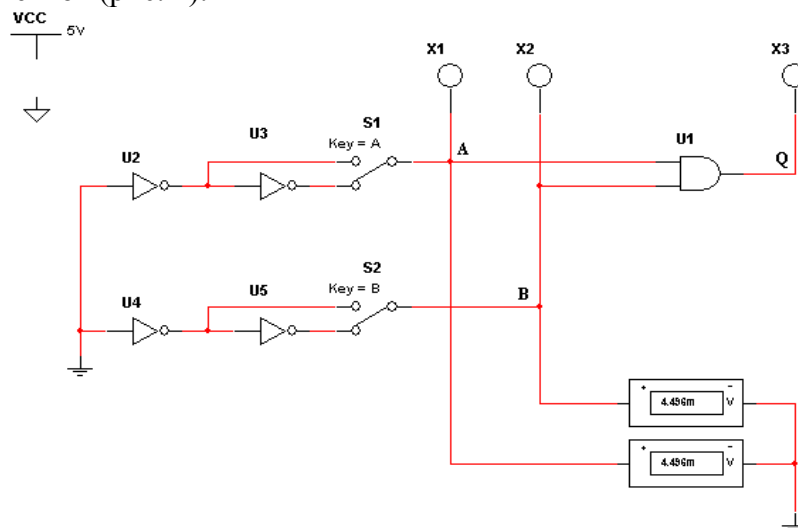 VCC
5V
X1
X2
X3
S1
Key = A
U3
U2
A
U1
Q
S2
Key = B
U5
U4
B
+ 4.496m - V
+ 4.496m - V